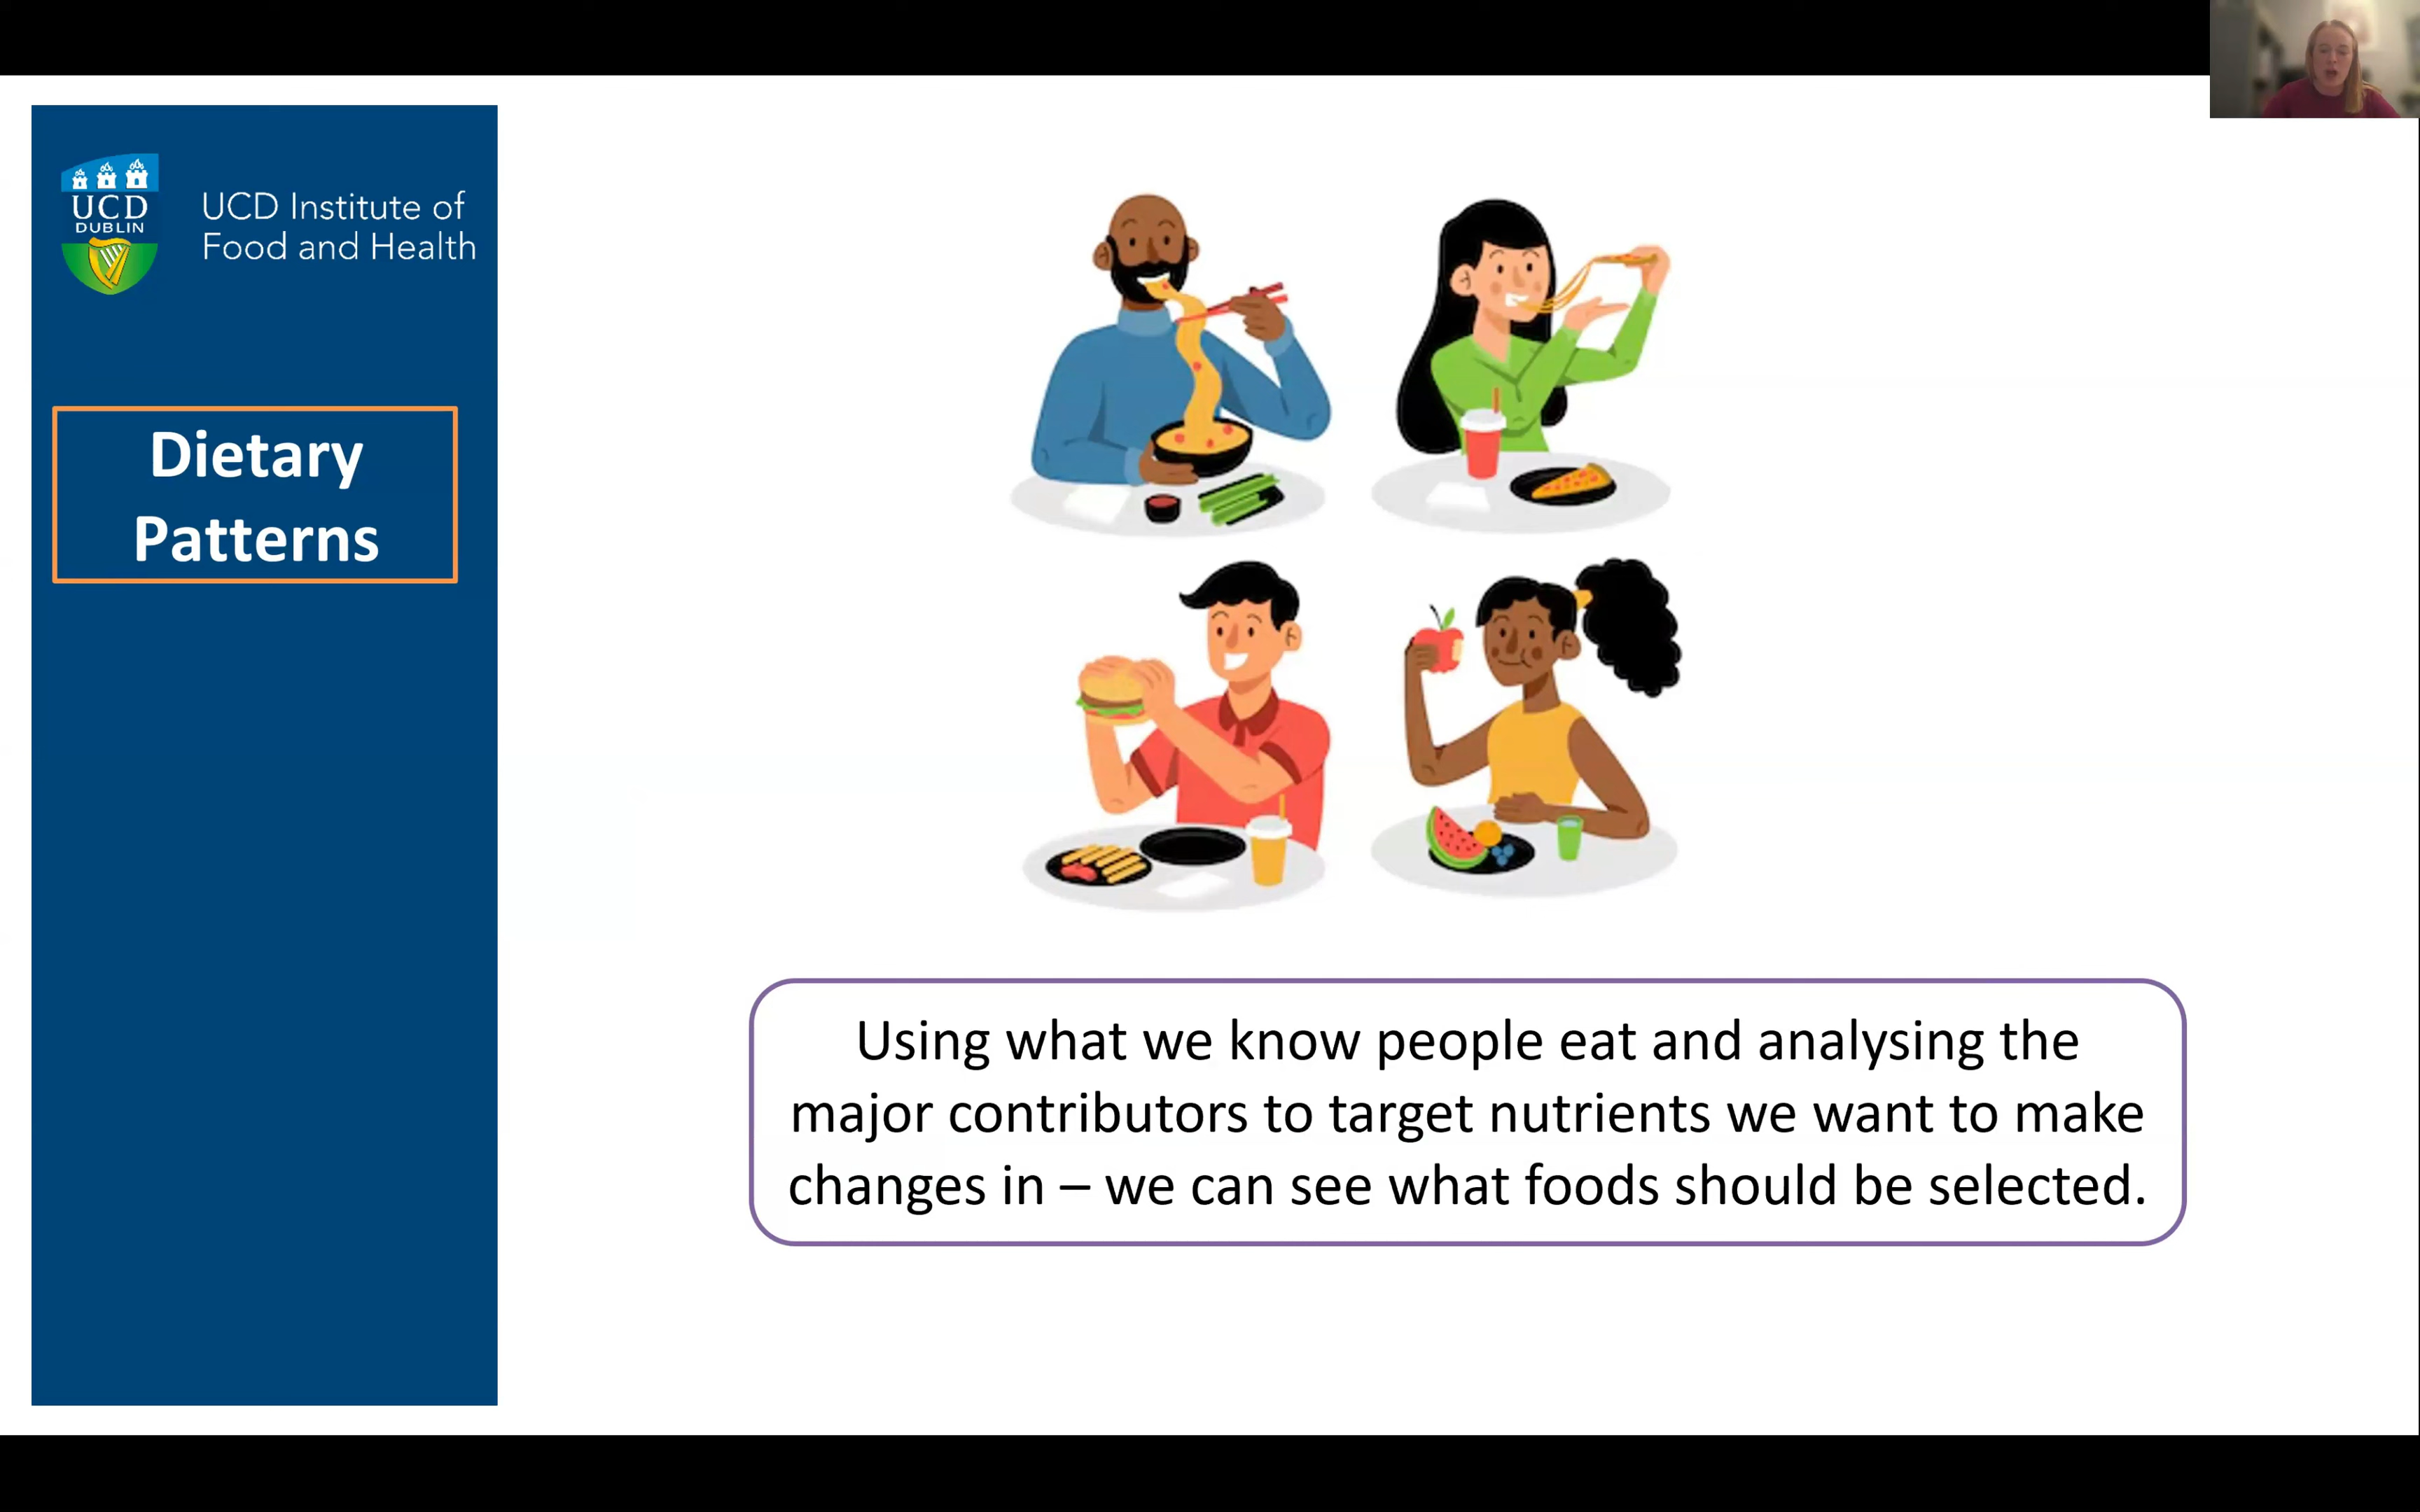 UCD
DUBLIN
UCD Institute of
Food and Health
Dietary
Patterns
Using what we know people eat and analysing the
major contributors to target nutrients we want to make
changes in – we can see what foods should be selected.